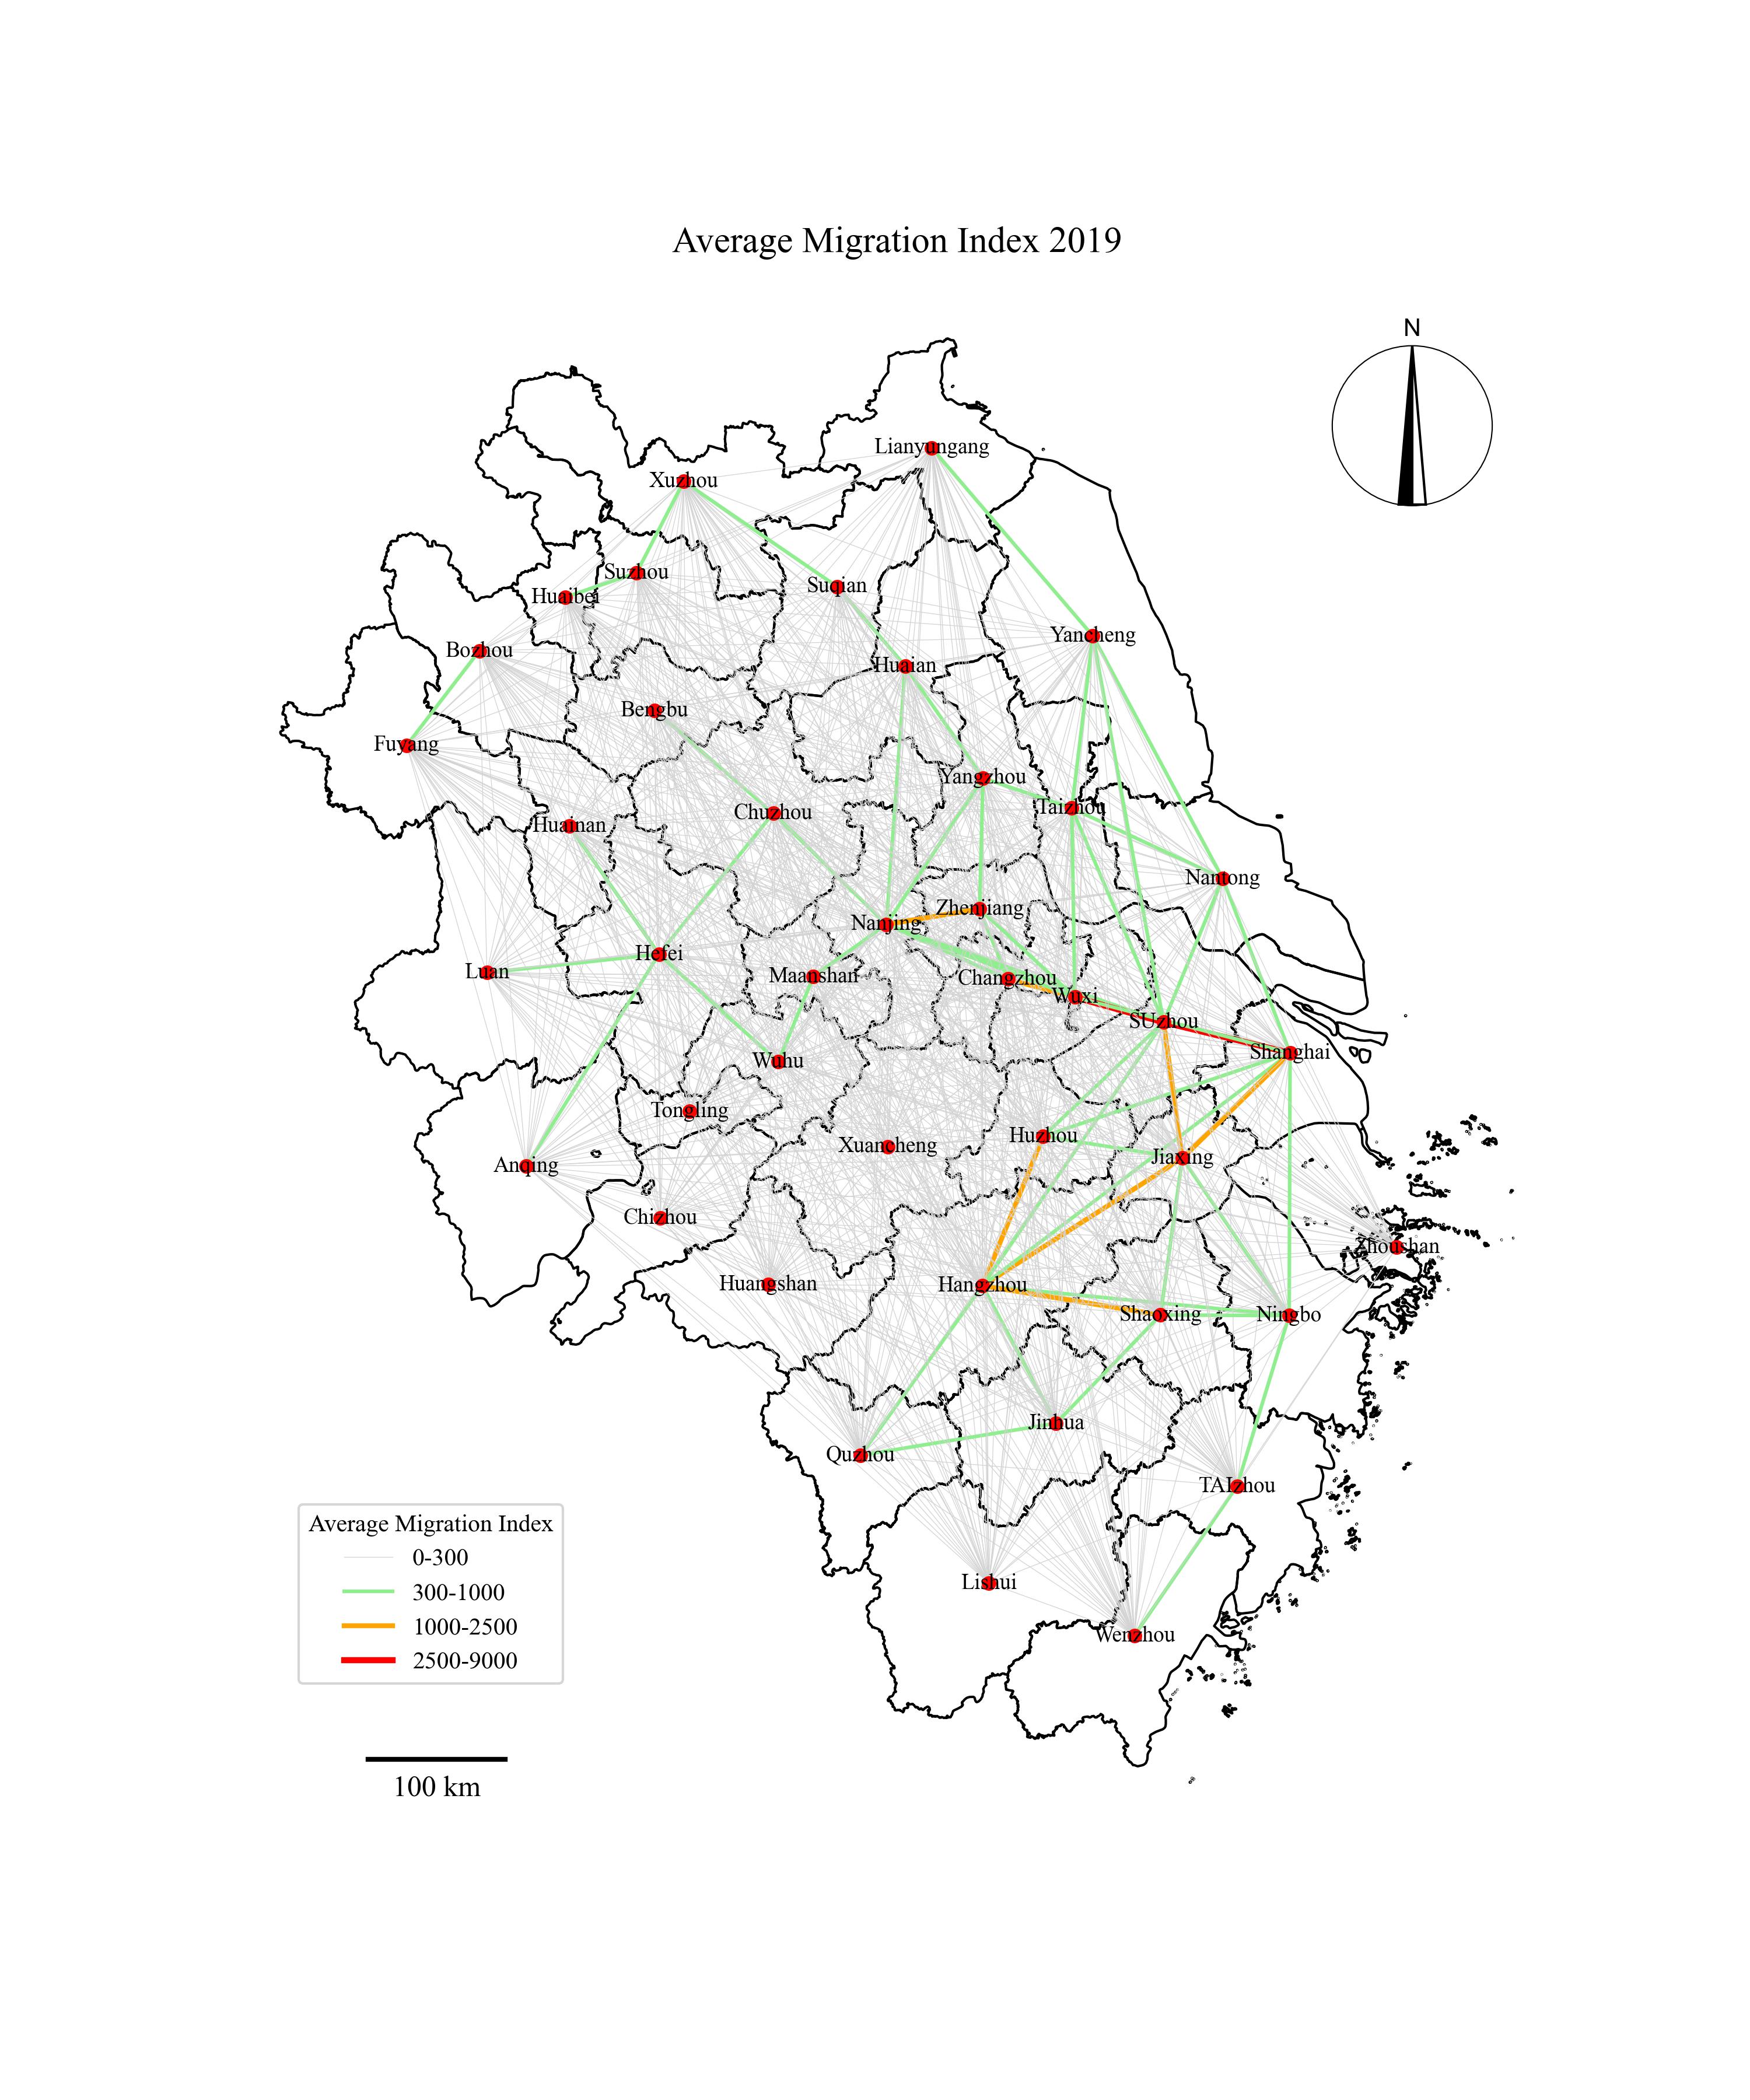 Average Migration Index 2019
N
Lianyungang
Xuzhou
Suzhou
Suqian
Huaibei
Yancheng
Bozhou
Huaian
Bengbu
Fuyang
Yangzhou
Taizhou
Chuzhou
Huainan
Nantong
Zhenjiang
Nanjing
Hefei
Luan
Maanshan
Changzhou
Wuxi
SUzhou
Shanghai
Wuhu
Tongling
Huzhou
Xuancheng
Jiaxing
Anqing
Chizhou
Zhoushan
Huangshan
Hangzhou
Shaoxing
Ningbo
Jinhua
Quzhou
TAIzhou
Lishui
Wenzhou
Average Migration Index
0-300
300-1000
1000-2500
2500-9000
100 km